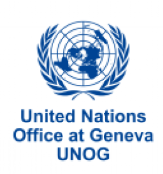 United Nations
Office at Geneva
UNOG